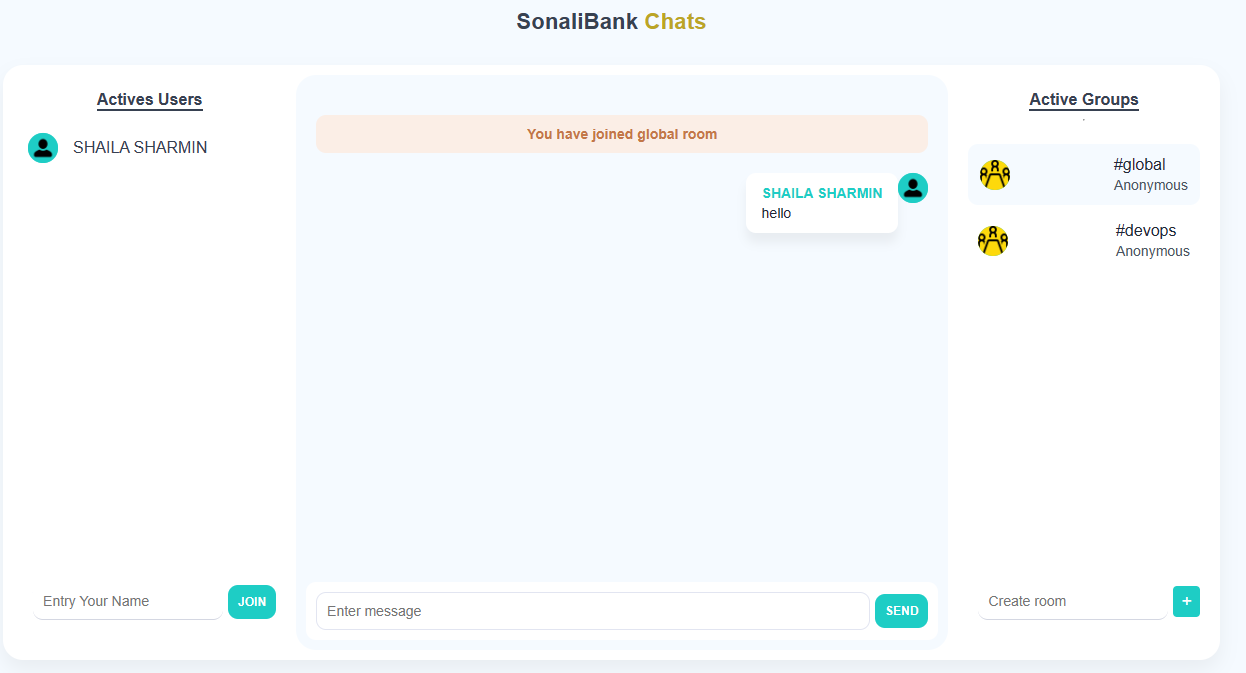 SonaliBank Chats
Actives Users
SHAILA SHARMIN
Entry Your Name
JOIN
You have joined global room
SHAILA SHARMIN
hello
Enter message
SEND
Active Groups
#global
Anonymous
#devops
Anonymous
Create room
+